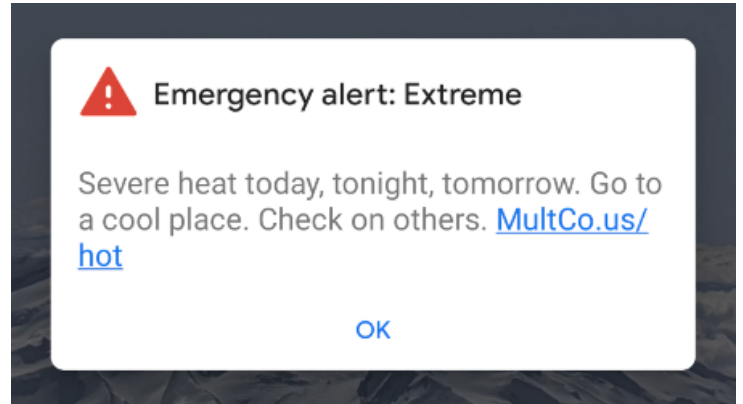 Emergency alert: Extreme
Severe heat today, tonight, tomorrow. Go to
a cool place. Check on others. MultCo.us/
hot
OK